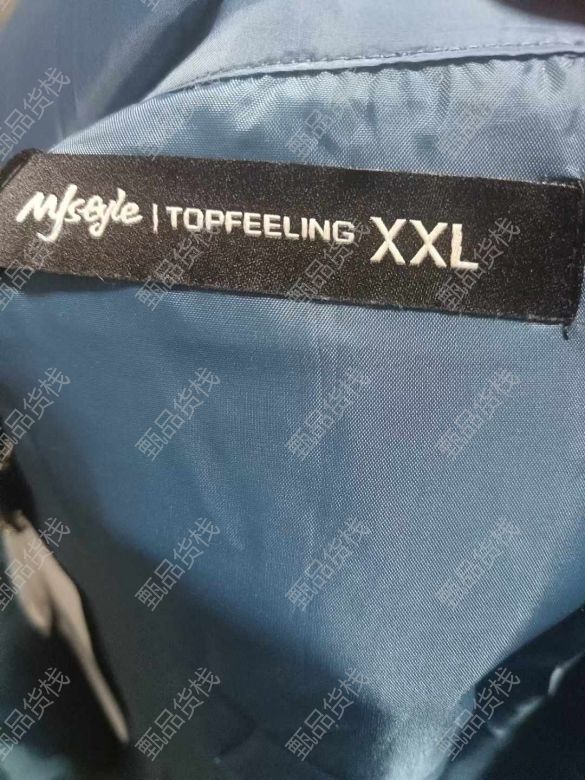 Mfstyle | TOPFEELING XXL
甄品货栈